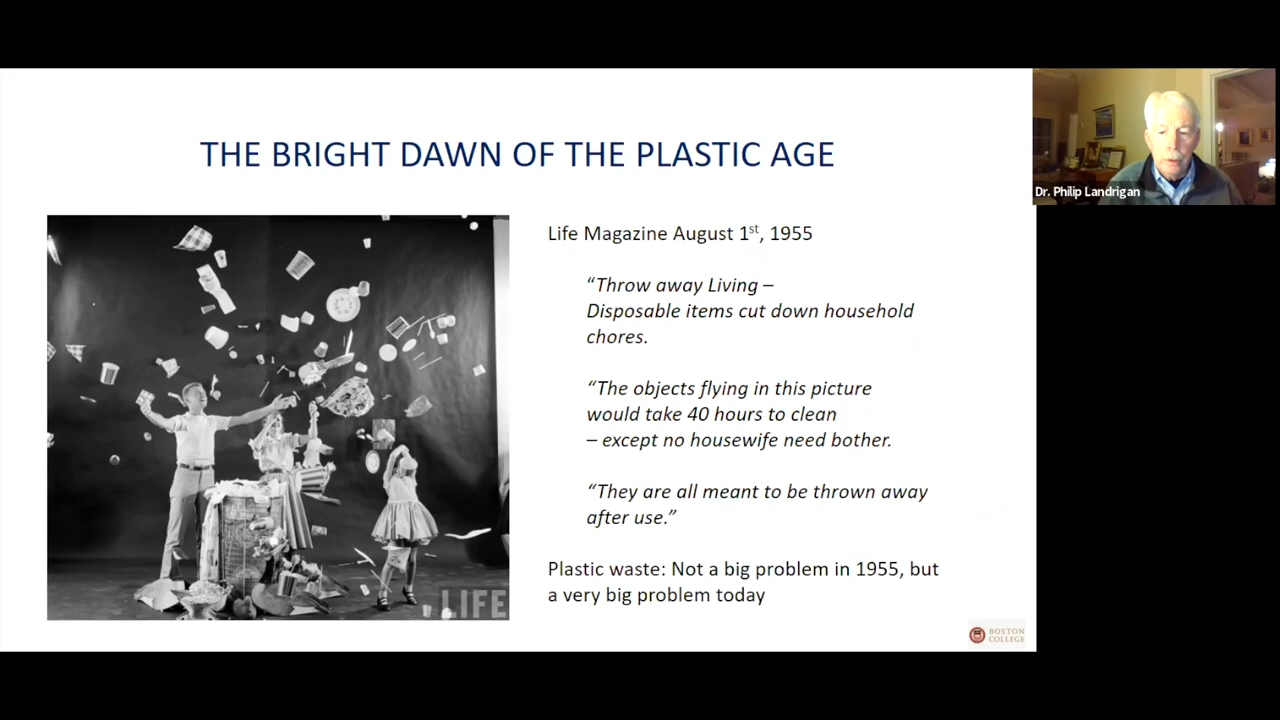 THE BRIGHT DAWN OF THE PLASTIC AGE
Dr. Philip Landrigan
Life Magazine August 1st, 1955
“Throw away Living –
Disposable items cut down household
chores.
“The objects flying in this picture
would take 40 hours to clean
– except no housewife need bother.
“They are all meant to be thrown away
after use.”
Plastic waste: Not a big problem in 1955, but
a very big problem today
LIFE
BOSTON
COLLEGE